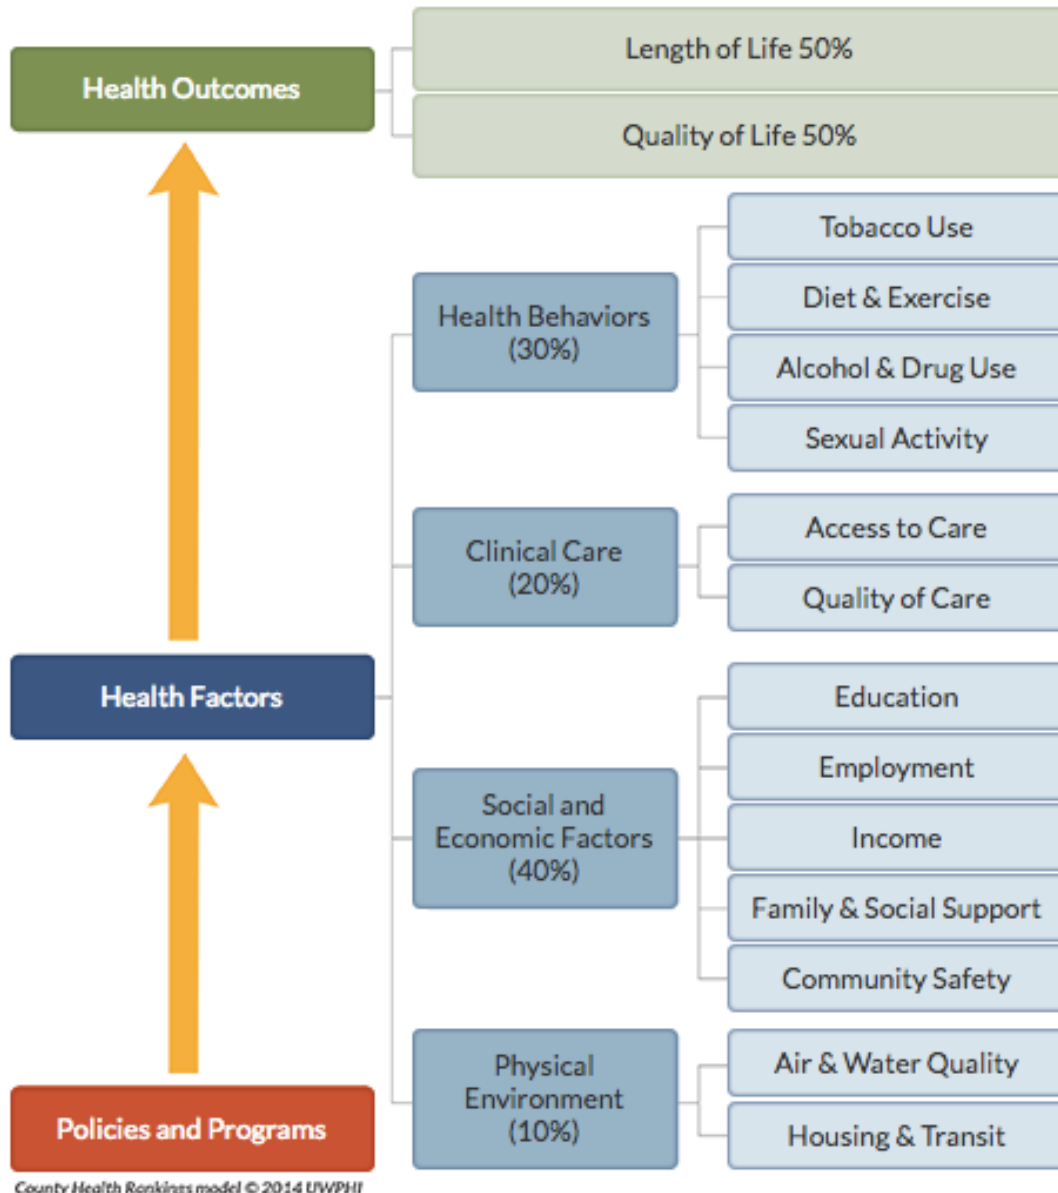 Health Outcomes
Length of Life 50%
Quality of Life 50%
Health Behaviors
(30%)
Tobacco Use
Diet & Exercise
Alcohol & Drug Use
Sexual Activity
Clinical Care
(20%)
Access to Care
Quality of Care
Health Factors
Social and
Economic Factors
(40%)
Education
Employment
Income
Family & Social Support
Community Safety
Physical
Environment
(10%)
Air & Water Quality
Housing & Transit
Policies and Programs
County Health Rankings model © 2014 UWPHI